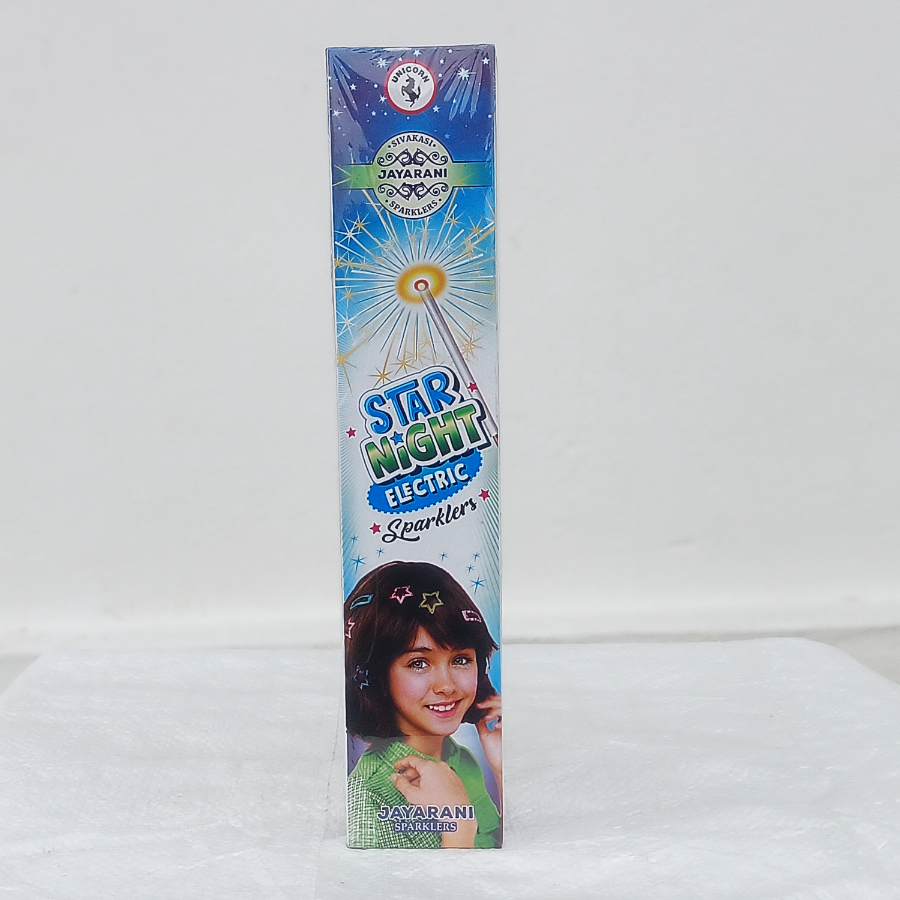 UNICORN
• SIVAKASI •
JAYARANI
• SPARKLERS •
STAR
NiGHT
ELECTRIC
Sparklers
JAYARANI
SPARKLERS